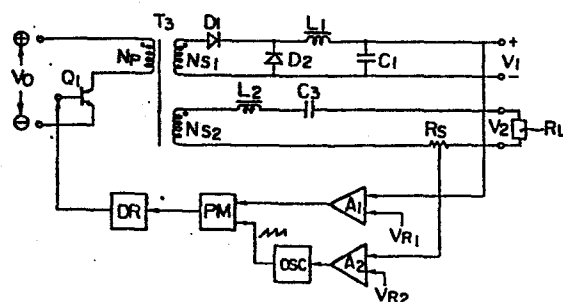 T3
D1
L1
⊕
NP
NS1
D2
C1
+
V1
−
V0
Q1
L2
C3
⊖
NS2
RS
V2
RL
DR
PM
A1
VR1
OSC
A2
VR2